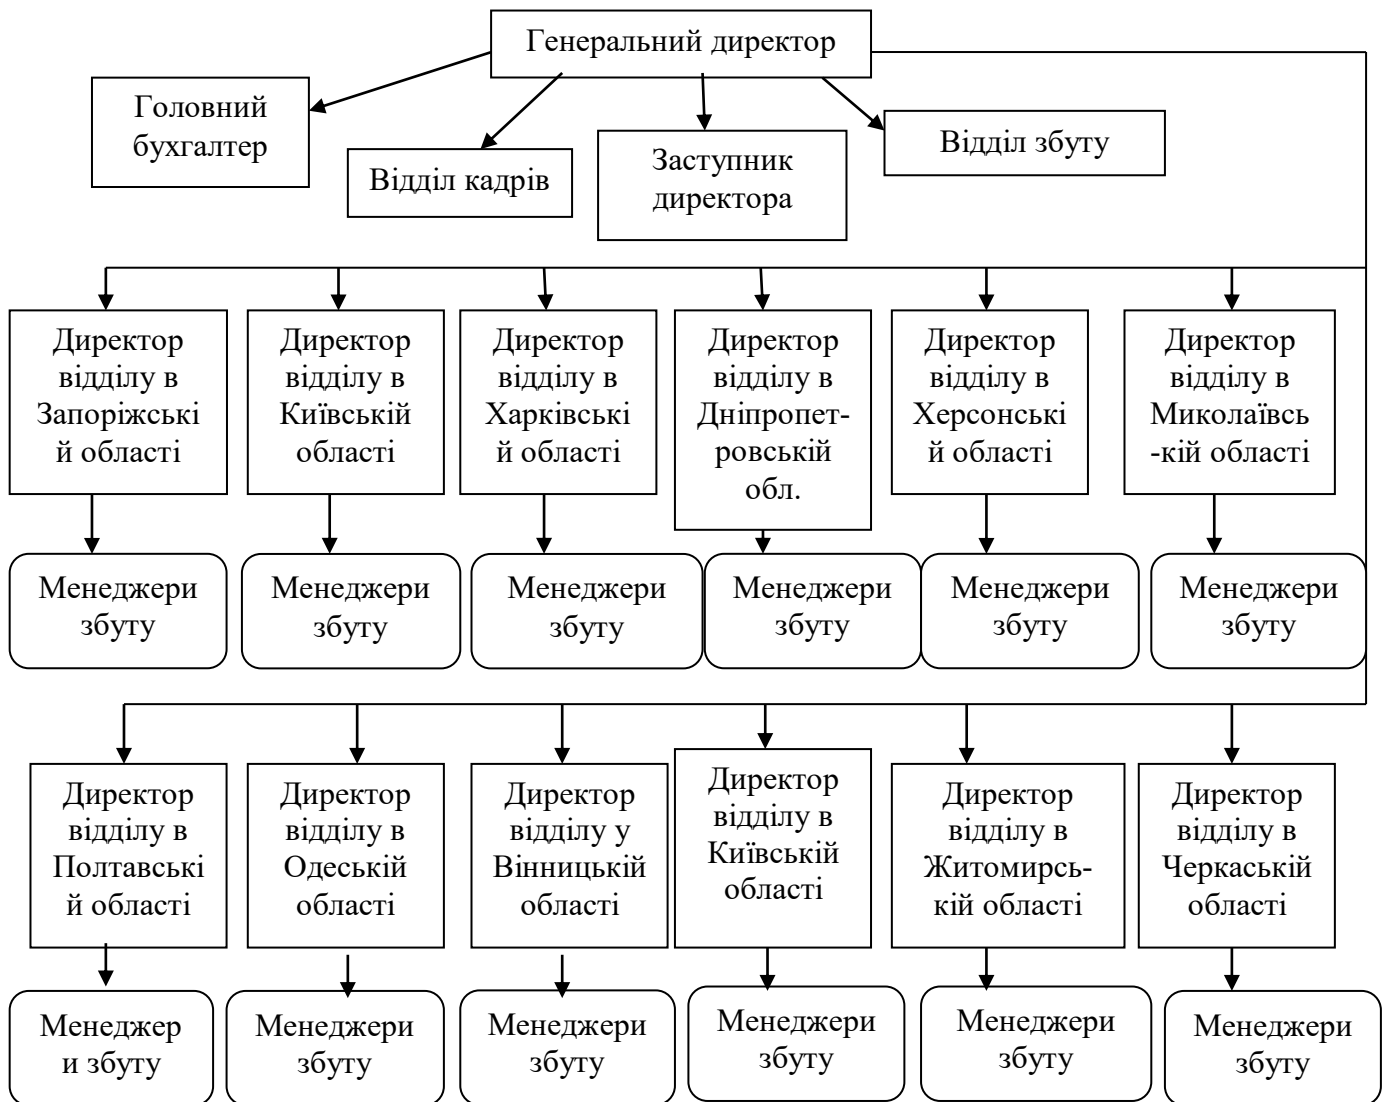 Генеральний директор
Головний
бухгалтер
Відділ кадрів
Заступник
директора
Відділ збуту
Директор
відділу в
Запоріжські
й області
Директор
відділу в
Київській
області
Директор
відділу в
Харківські
й області
Директор
відділу в
Дніпропет-
ровській
обл.
Директор
відділу в
Херсонські
й області
Директор
відділу в
Миколаївсь
-кій області
Менеджери
збуту
Менеджери
збуту
Менеджери
збуту
Менеджери
збуту
Менеджери
збуту
Менеджери
збуту
Директор
відділу в
Полтавські
й області
Директор
відділу в
Одеській
області
Директор
відділу у
Вінницькій
області
Директор
відділу в
Київській
області
Директор
відділу в
Житомирсь-
кій області
Директор
відділу в
Черкаській
області
Менеджер
и збуту
Менеджери
збуту
Менеджери
збуту
Менеджери
збуту
Менеджери
збуту
Менеджери
збуту